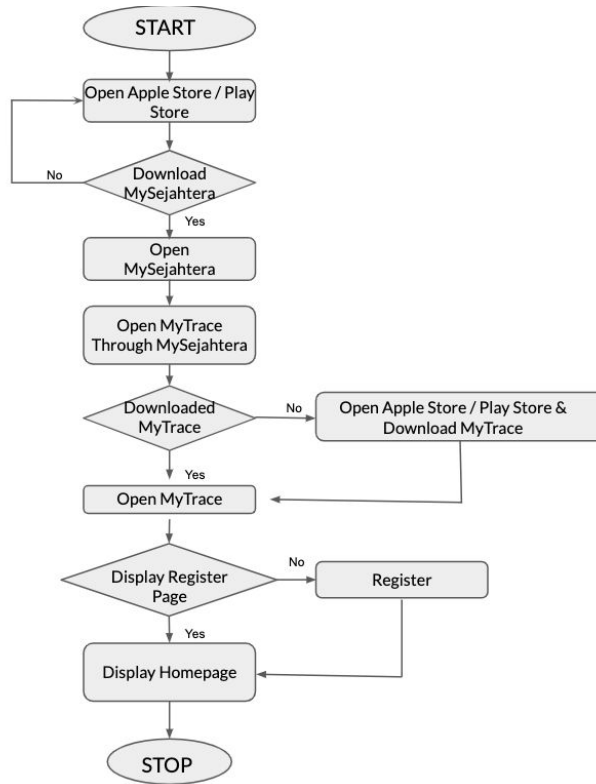 START
Open Apple Store / Play
Store
No
Download
MySejahtera
Yes
Open
MySejahtera
Open MyTrace
Through MySejahtera
Downloaded
MyTrace
No
Open Apple Store / Play Store &
Download MyTrace
Yes
Open MyTrace
Display Register
Page
No
Register
Yes
Display Homepage
STOP